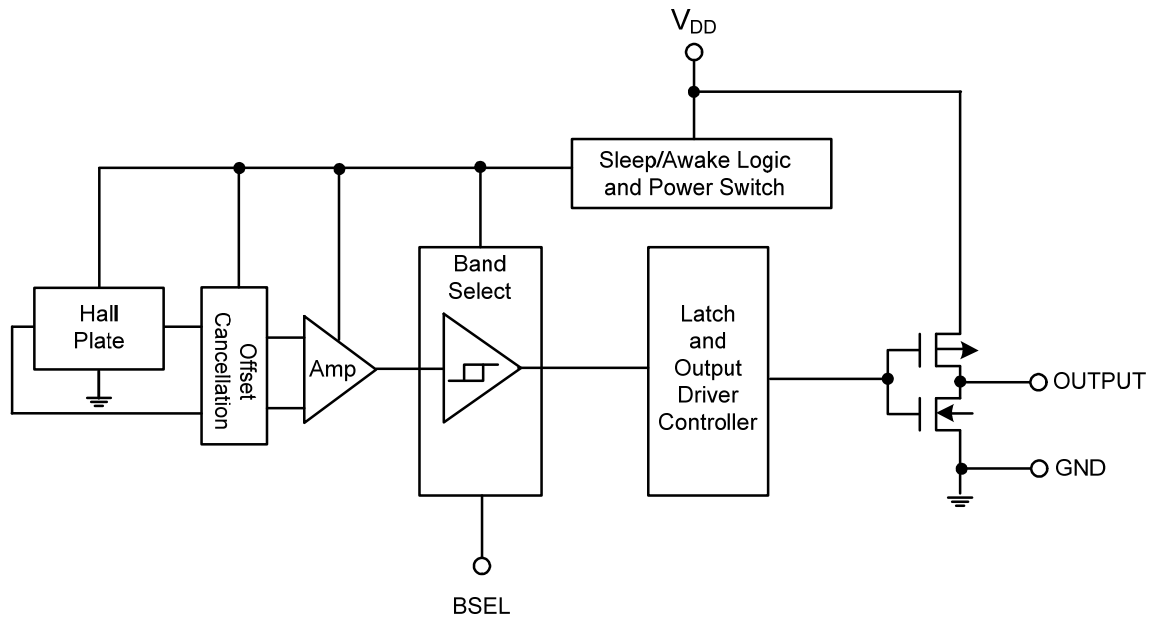 VDD
Sleep/Awake Logic
and Power Switch
Band
Select
Hall
Plate
Offset
Cancellation
Amp
Latch
and
Output
Driver
Controller
OUTPUT
GND
BSEL